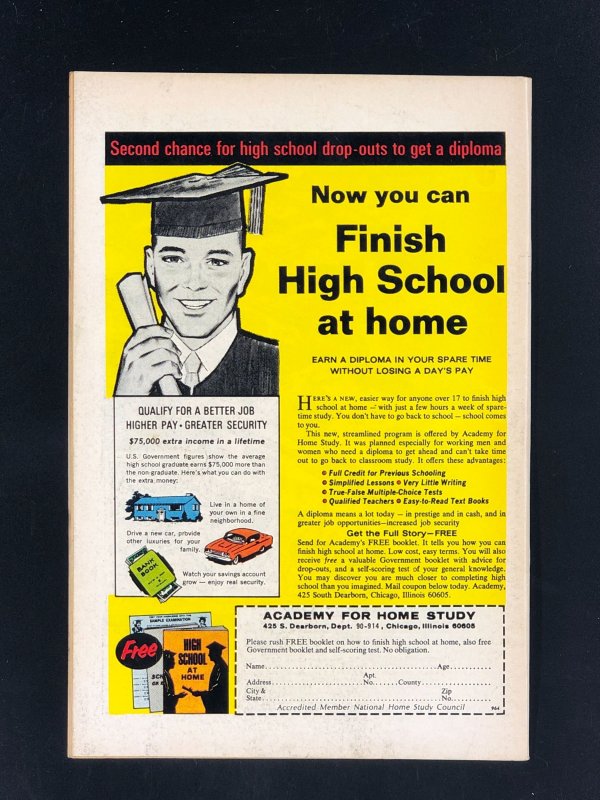 Second chance for high school drop-outs to get a diploma
Now you can
Finish
High School
at home
EARN A DIPLOMA IN YOUR SPARE TIME
WITHOUT LOSING A DAY'S PAY
HERE'S A NEW, easier way for anyone over 17 to finish high
school at home — with just a few hours a week of spare-
time study. You don't have to go back to school — school comes
to you.
This new, streamlined program is offered by Academy for
Home Study. It was planned especially for working men and
women who need a diploma to get ahead and can't take time
out to go back to classroom study. It offers these advantages:
Full Credit for Previous Schooling
Simplified Lessons • Very Little Writing
True-False Multiple-Choice Tests
Qualified Teachers • Easy-to-Read Text Books
A diploma means a lot today — in prestige and in cash, and in
greater job opportunities—increased job security
Get the Full Story—FREE
Send for Academy's FREE booklet. It tells you how you can
finish high school at home. Low cost, easy terms. You will also
receive free a valuable Government booklet with advice for
drop-outs, and a self-scoring test of your general knowledge.
You may discover you are much closer to completing high
school than you imagined. Mail coupon below today. Academy,
425 South Dearborn, Chicago, Illinois 60605.
QUALIFY FOR A BETTER JOB
HIGHER PAY • GREATER SECURITY
$75,000 extra income in a lifetime
U.S. Government figures show the average
high school graduate earns $75,000 more than
the non-graduate. Here's what you can do with
the extra money:
Live in a home of
your own in a fine
neighborhood.
Drive a new car, provide
other luxuries for your
family.
BANK
BOOK
Watch your savings account
grow — enjoy real security.
SAMPLE EXAMINATION
Free
HIGH
SCHOOL
AT
HOME
ACADEMY FOR HOME STUDY
425 S. Dearborn, Dept. 90-914, Chicago, Illinois 60605
Please rush FREE booklet on how to finish high school at home, also free
Government booklet and self-scoring test. No obligation.
Name Age
Apt.
Address No. County
City & Zip
State No.
Accredited Member National Home Study Council 964